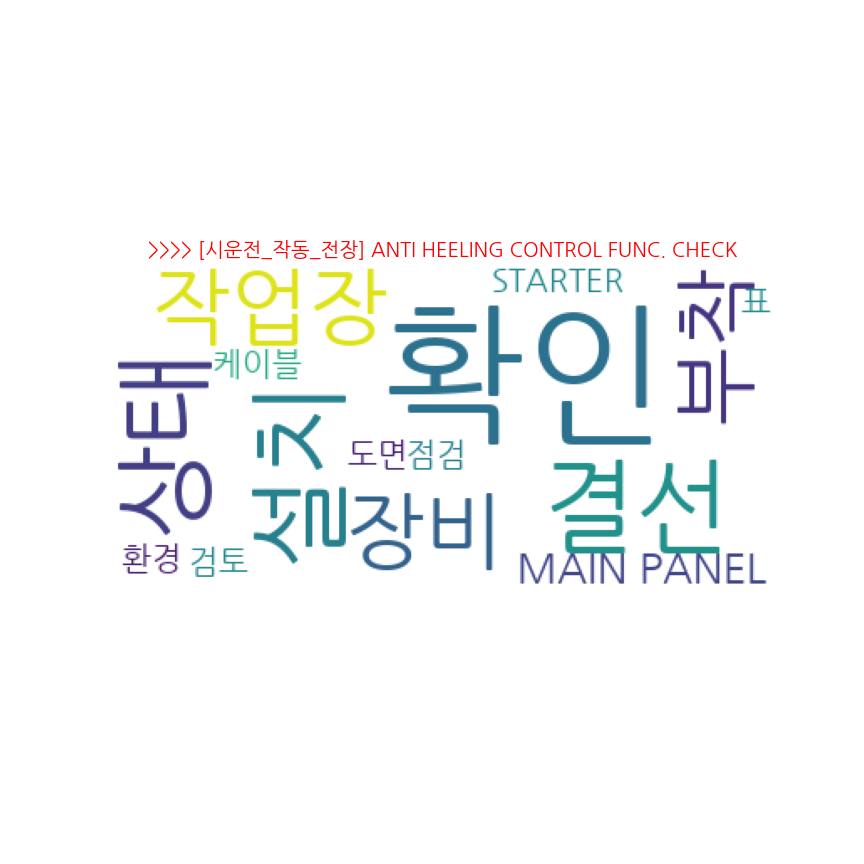 >>>> [시운전_작동_전장] ANTI HEELING CONTROL FUNC. CHECK
작업장
STARTER
부착
표
확인
상태
케이블
설치
도면
점검
결선
장비
환경
검토
MAIN PANEL